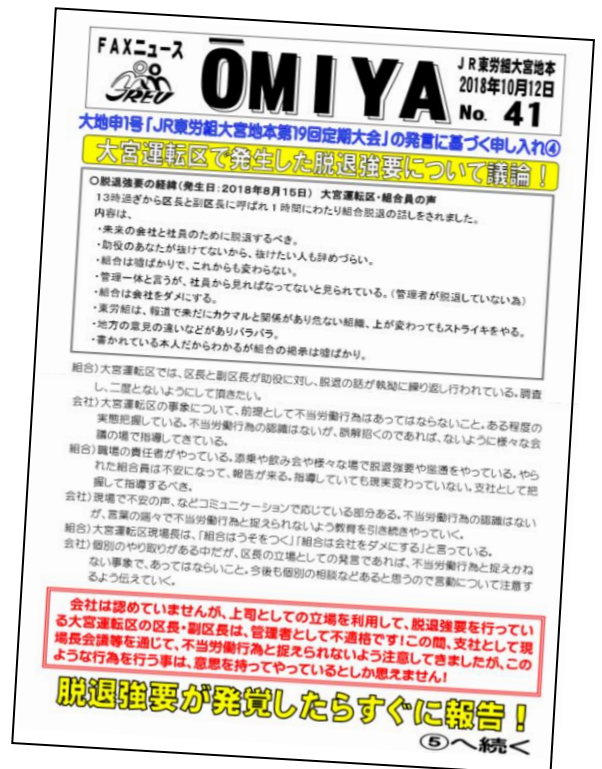 FAXニュース
JREU
ŌMIYA
JR東労組大宮地本
2018年10月12日
No. 41
大地申1号「JR東労組大宮地本第19回定期大会」の発言に基づく申し入れ④
大宮運転区で発生した脱退強要について議論！
○脱退強要の経緯（発生日：2018年8月15日） 大宮運転区・組合員の声
13時過ぎから区長と副区長に呼ばれ1時間にわたり組合脱退の話しをされました。
内容は、
・未来の会社と社員のために脱退するべき。
・助役のあなたが抜けてないから、抜けたい人も辞めづらい。
・組合は嘘ばかりで、これからも変わらない。
・管理一体と言うが、社員から見ればなってないと見られている。（管理者が脱退していない為）
・組合は会社をダメにする。
・東労組は、報道で未だにカクマルと関係があり危ない組織、上が変わってもストライキをやる。
・地方の意見の違いなどがありバラバラ。
・書かれている本人だからわかるが組合の掲示は嘘ばかり。
組合）大宮運転区では、区長と副区長が助役に対し、脱退の話が執拗に繰り返し行われている。調査
し、二度とないようにして頂きたい。
会社）大宮運転区の事象について、前提として不当労働行為はあってはならないこと。ある程度の
実態把握している。不当労働行為の認識はないが、誤解招くのであれば、ないように様々な会
議の場で指導してきている。
組合）職場の責任者がやっている。添乗や飲み会や様々な場で脱退強要や慫慂をやっている。やら
れた組合員は不安になって、報告が来る。指導していても現実変わっていない。支社として把
握して指導するべき。
会社）現場で不安の声、などコミュニケーションで応じている部分ある。不当労働行為の認識はない
が、言葉の端々で不当労働行為と捉えられないよう教育を引き続きやっていく。
組合）大宮運転区現場長は、「組合はうそをつく」「組合は会社をダメにする」と言っている。
会社）個別のやり取りがある中だが、区長の立場としての発言であれば、不当労働行為と捉えかね
ない事象で、あってはならないこと。今後も個別の相談などあると思うので言動について注意す
るよう伝えていく。
会社は認めていませんが、上司としての立場を利用して、脱退強要を行ってい
る大宮運転区の区長・副区長は、管理者として不適格です！この間、支社として現
場長会議等を通じて、不当労働行為と捉えられないよう注意してきましたが、この
ような行為を行う事は、意思を持ってやっているとしか思えません！
脱退強要が発覚したらすぐに報告！
⑤へ続く